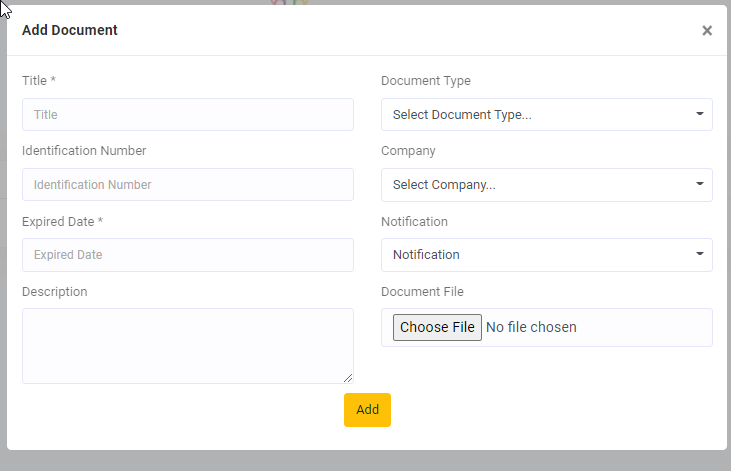 Add Document
×
Title *
Document Type
Title
Select Document Type...
Identification Number
Company
Identification Number
Select Company...
Expired Date *
Notification
Expired Date
Notification
Description
Document File
Choose File No file chosen
Add